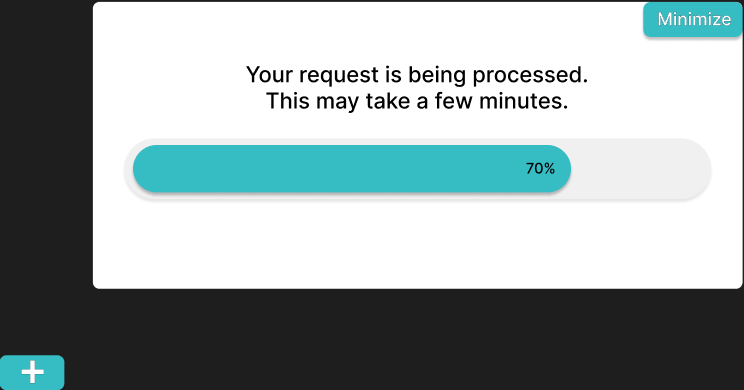 Minimize
Your request is being processed.
This may take a few minutes.
70%
+